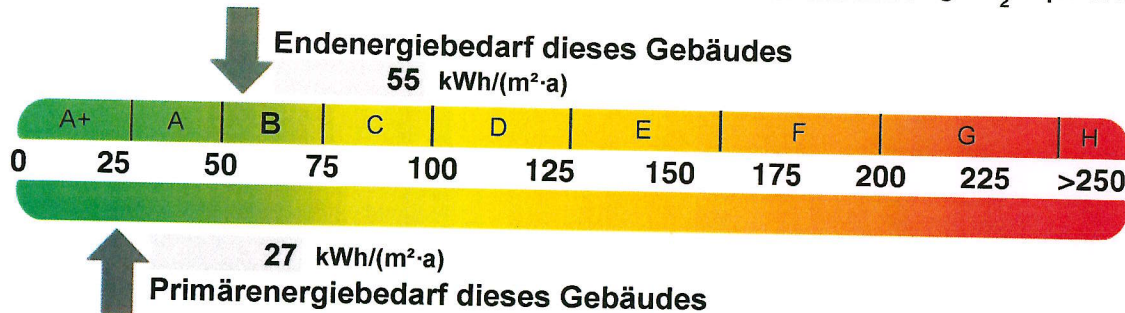 Endenergiebedarf dieses Gebäudes
55 kWh/(m²·a)
A+ A B C D E F G H
0 25 50 75 100 125 150 175 200 225 >250
27 kWh/(m²·a)
Primärenergiebedarf dieses Gebäudes